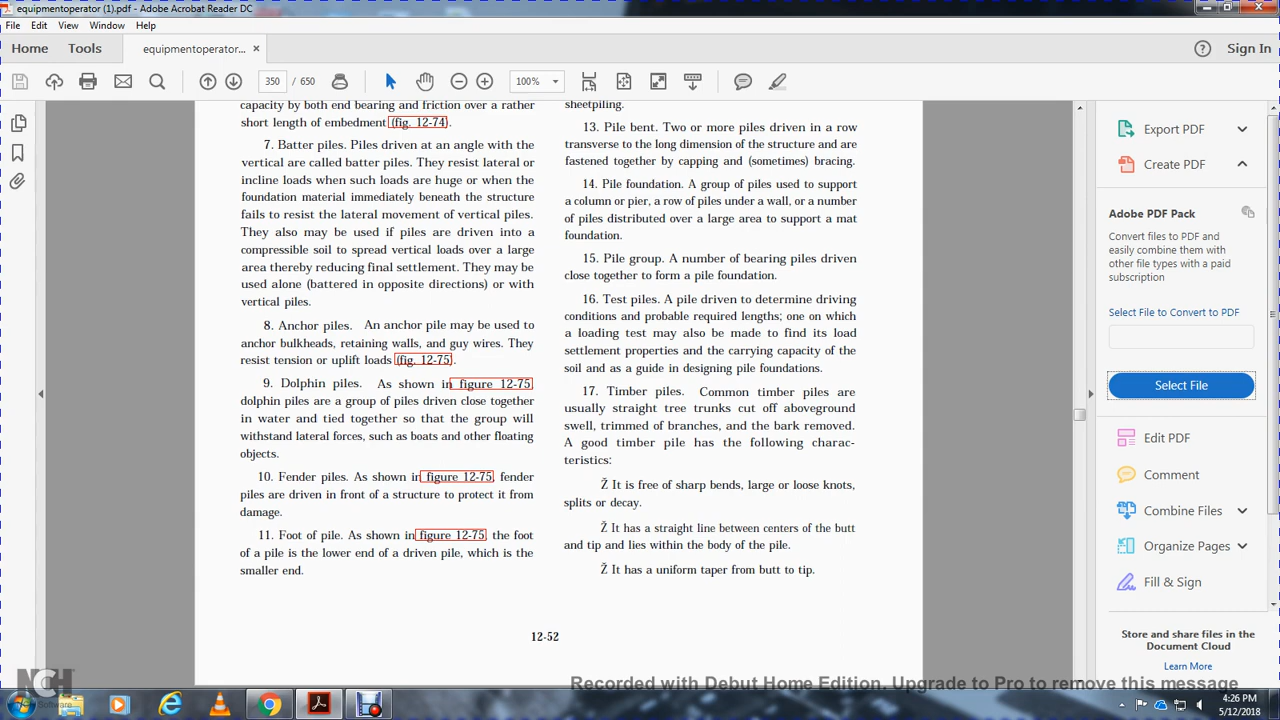 equipmentoperator (1).pdf - Adobe Acrobat Reader DC
File Edit View Window Help
Home Tools equipmentoperator... × Sign In
350 / 650 100%
capacity by both end bearing and friction over a rather
short length of embedment (fig. 12-74).
7. Batter piles. Piles driven at an angle with the
vertical are called batter piles. They resist lateral or
incline loads when such loads are huge or when the
foundation material immediately beneath the structure
fails to resist the lateral movement of vertical piles.
They also may be used if piles are driven into a
compressible soil to spread vertical loads over a large
area thereby reducing final settlement. They may be
used alone (battered in opposite directions) or with
vertical piles.
8. Anchor piles. An anchor pile may be used to
anchor bulkheads, retaining walls, and guy wires. They
resist tension or uplift loads (fig. 12-75).
9. Dolphin piles. As shown in figure 12-75,
dolphin piles are a group of piles driven close together
in water and tied together so that the group will
withstand lateral forces, such as boats and other floating
objects.
10. Fender piles. As shown in figure 12-75, fender
piles are driven in front of a structure to protect it from
damage.
11. Foot of pile. As shown in figure 12-75, the foot
of a pile is the lower end of a driven pile, which is the
smaller end.
sheetpiling.
13. Pile bent. Two or more piles driven in a row
transverse to the long dimension of the structure and are
fastened together by capping and (sometimes) bracing.
14. Pile foundation. A group of piles used to support
a column or pier, a row of piles under a wall, or a number
of piles distributed over a large area to support a mat
foundation.
15. Pile group. A number of bearing piles driven
close together to form a pile foundation.
16. Test piles. A pile driven to determine driving
conditions and probable required lengths; one on which
a loading test may also be made to find its load
settlement properties and the carrying capacity of the
soil and as a guide in designing pile foundations.
17. Timber piles. Common timber piles are
usually straight tree trunks cut off aboveground
swell, trimmed of branches, and the bark removed.
A good timber pile has the following charac-
teristics:
Ž It is free of sharp bends, large or loose knots,
splits or decay.
Ž It has a straight line between centers of the butt
and tip and lies within the body of the pile.
Ž It has a uniform taper from butt to tip.
12-52
Export PDF
Create PDF
Adobe PDF Pack
Convert files to PDF and
easily combine them with
other file types with a paid
subscription
Select File to Convert to PDF
Select File
Edit PDF
Comment
Combine Files
Organize Pages
Fill & Sign
Store and share files in the
Document Cloud
Learn More
NCH
Software
Recorded with Debut Home Edition. Upgrade to Pro to remove this message
4:26 PM
5/12/2018